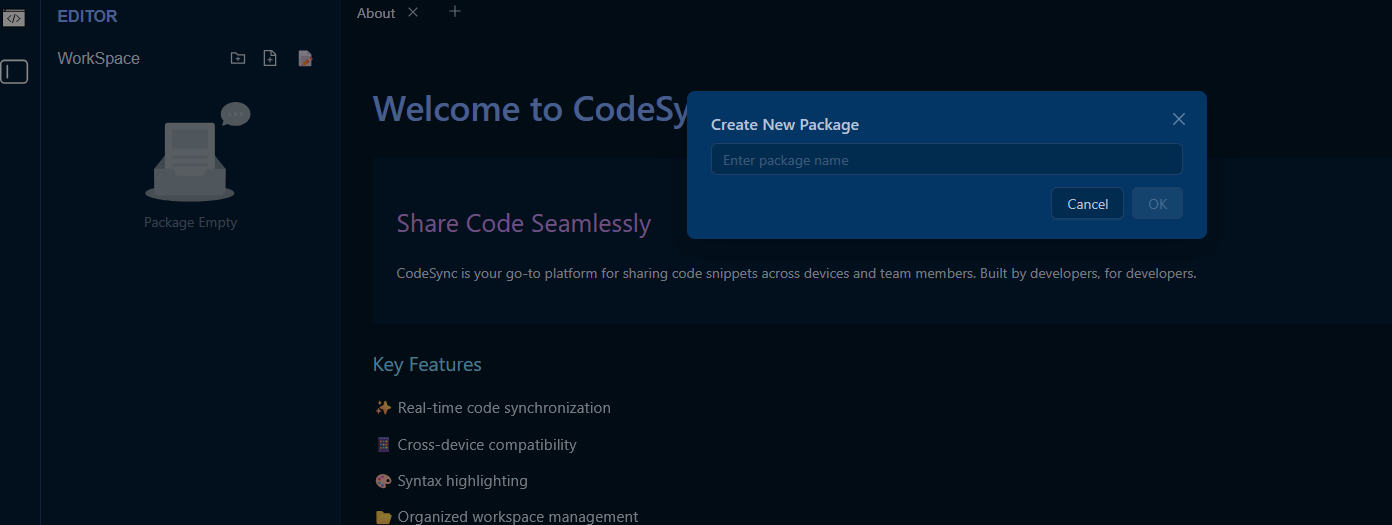 EDITOR
WorkSpace
Package Empty
About
Welcome to CodeSy
Create New Package
Enter package name
Cancel
OK
Share Code Seamlessly
CodeSync is your go-to platform for sharing code snippets across devices and team members. Built by developers, for developers.
Key Features
Real-time code synchronization
Cross-device compatibility
Syntax highlighting
Organized workspace management